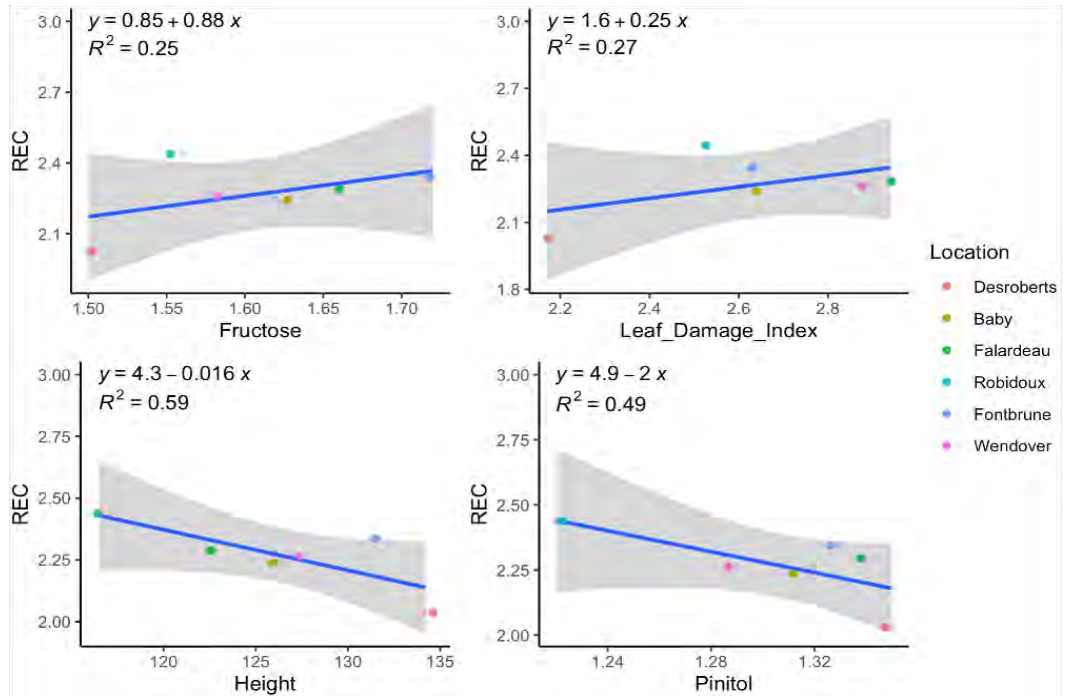 y = 0.85 + 0.88 x
R² = 0.25
3.0
2.7
2.4
2.1
REC
1.50
1.55
1.60
1.65
1.70
Fructose
y = 1.6 + 0.25 x
R² = 0.27
3.0
2.7
2.4
2.1
1.8
REC
2.2
2.4
2.6
2.8
Leaf_Damage_Index
y = 4.3 – 0.016 x
R² = 0.59
3.00
2.75
2.50
2.25
2.00
REC
120
125
130
135
Height
y = 4.9 – 2 x
R² = 0.49
3.00
2.75
2.50
2.25
2.00
REC
1.24
1.28
1.32
Pinitol
Location
Desroberts
Baby
Falardeau
Robidoux
Fontbrune
Wendover